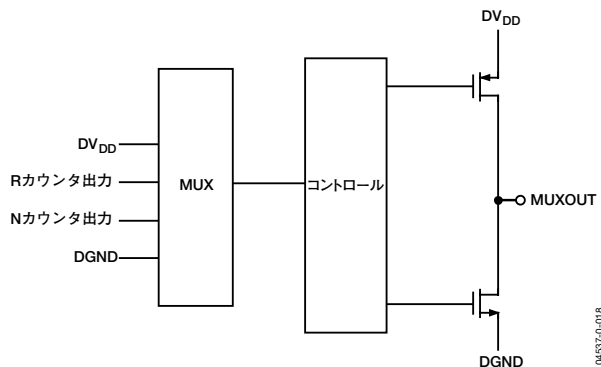 DVDD
DVDD
Rカウンタ出力
Nカウンタ出力
DGND
MUX
コントロール
MUXOUT
DGND
04537-0-018